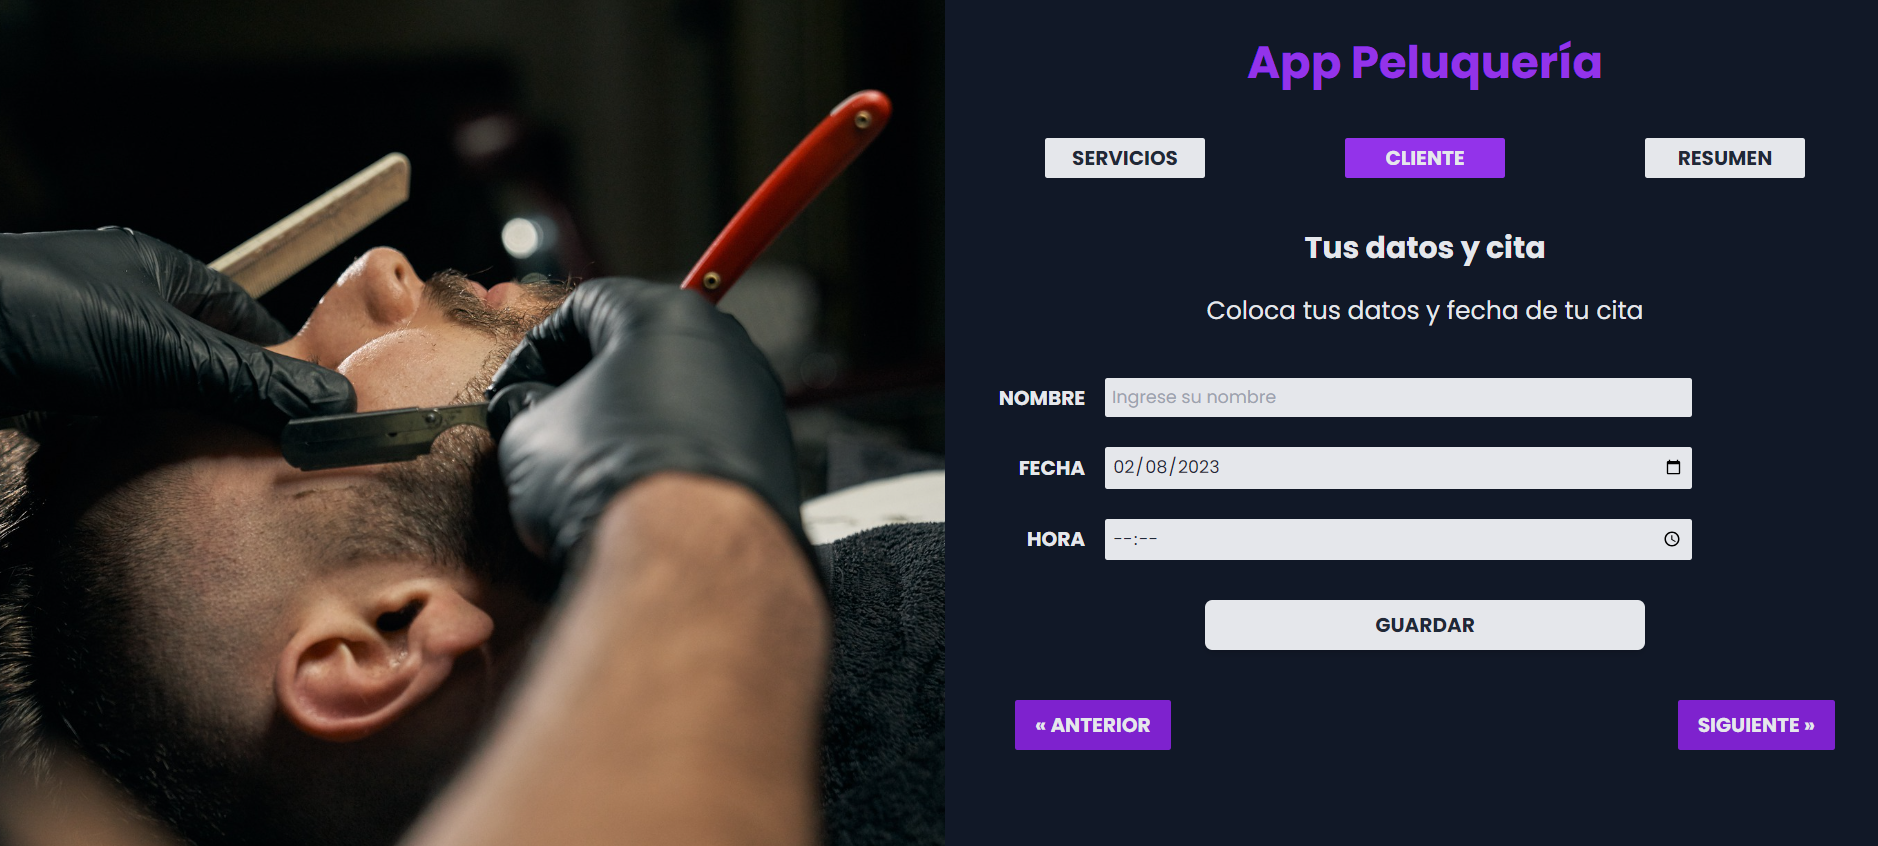 App Peluquería
SERVICIOS
CLIENTE
RESUMEN
Tus datos y cita
Coloca tus datos y fecha de tu cita
NOMBRE
Ingrese su nombre
FECHA
02/08/2023
HORA
--:--
GUARDAR
« ANTERIOR
SIGUIENTE »